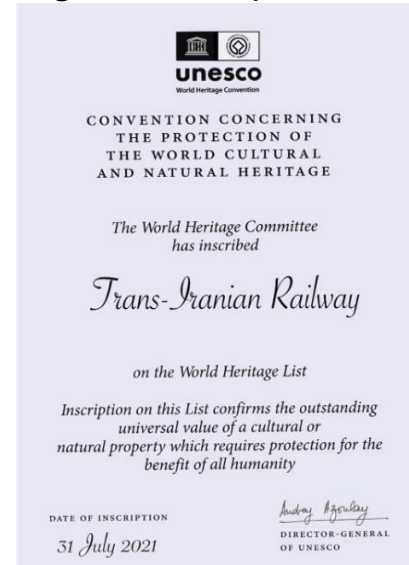 unesco
World Heritage Convention
CONVENTION CONCERNING
THE PROTECTION OF
THE WORLD CULTURAL
AND NATURAL HERITAGE
The World Heritage Committee
has inscribed
Trans-Iranian Railway
on the World Heritage List
Inscription on this List confirms the outstanding
universal value of a cultural or
natural property which requires protection for the
benefit of all humanity
DATE OF INSCRIPTION
31 July 2021
Audrey Azoulay
DIRECTOR-GENERAL
OF UNESCO